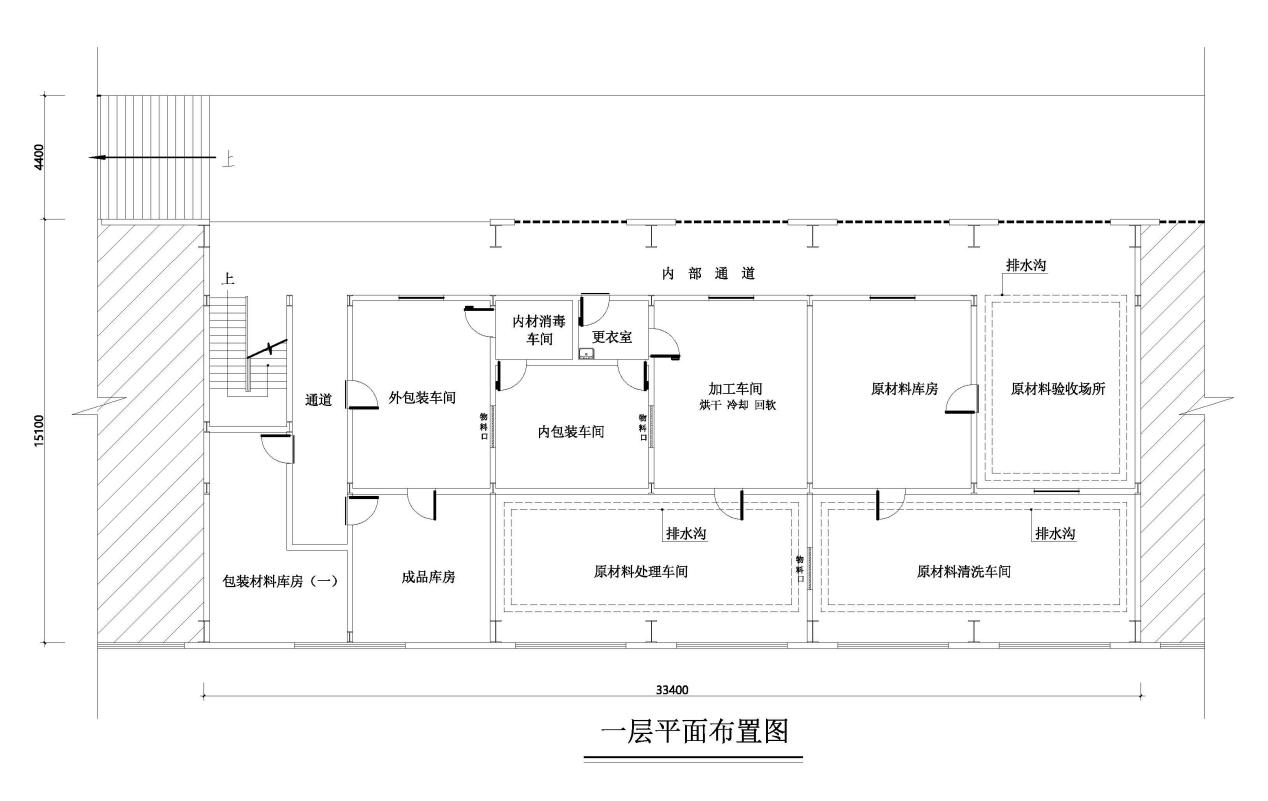 4400
上
内部通道
排水沟
上
内材消毒
车间
更衣室
通道
外包装车间
物料口
内包装车间
物料口
加工车间
烘干 冷却 回软
原材料库房
原材料验收场所
15100
排水沟
排水沟
包装材料库房(一)
成品库房
原材料处理车间
物料口
原材料清洗车间
33400
一层平面布置图